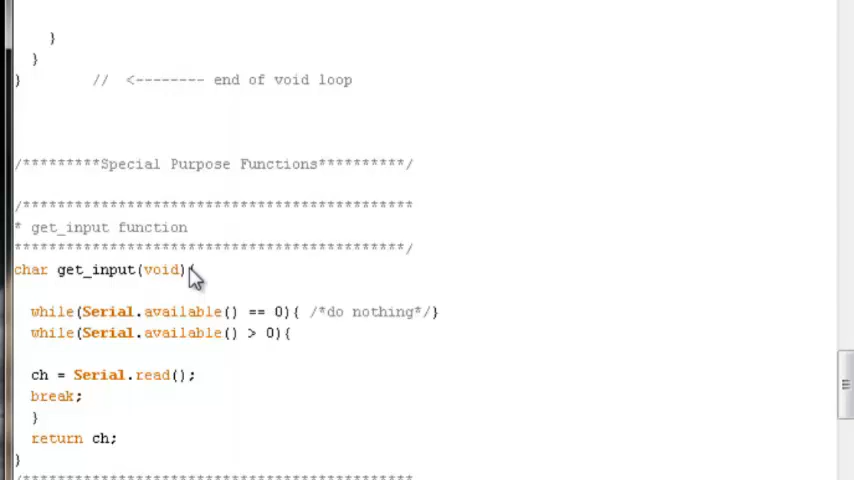 }
}
} // <-------- end of void loop
/*********Special Purpose Functions**********/
/*********************************************
* get_input function
*********************************************/
char get_input(void){
while(Serial.available() == 0){ /*do nothing*/}
while(Serial.available() > 0){
ch = Serial.read();
break;
}
return ch;
}
/*********************************************